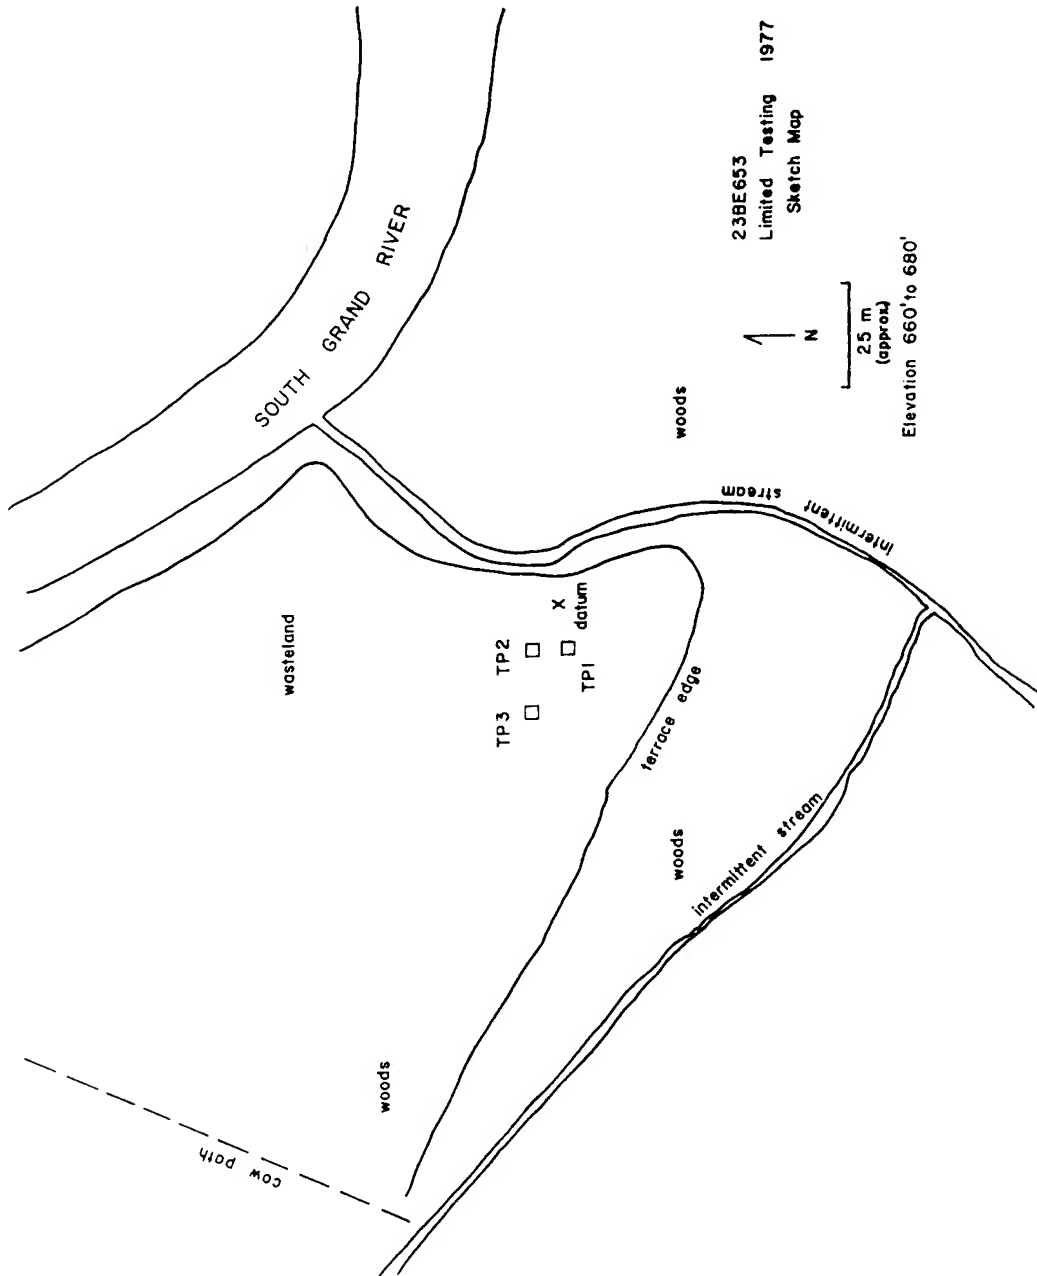 SOUTH GRAND RIVER
wasteland
TP2
TP3
TP1
X
datum
terrace edge
woods
woods
woods
intermittent stream
intermittent stream
cow path
23BE653
Limited Testing 1977
Sketch Map
N
25 m
(approx)
Elevation 660' to 680'